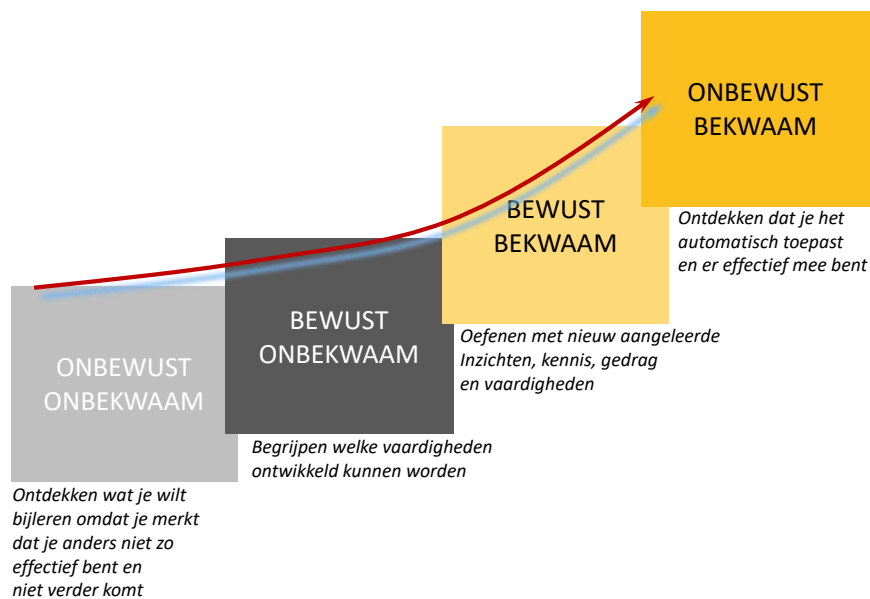 ONBEWUST
ONBEKWAAM
Ontdekken wat je wilt
bijleren omdat je merkt
dat je anders niet zo
effectief bent en
niet verder komt
BEWUST
ONBEKWAAM
Begrijpen welke vaardigheden
ontwikkeld kunnen worden
BEWUST
BEKWAAM
Oefenen met nieuw aangeleerde
Inzichten, kennis, gedrag
en vaardigheden
ONBEWUST
BEKWAAM
Ontdekken dat je het
automatisch toepast
en er effectief mee bent